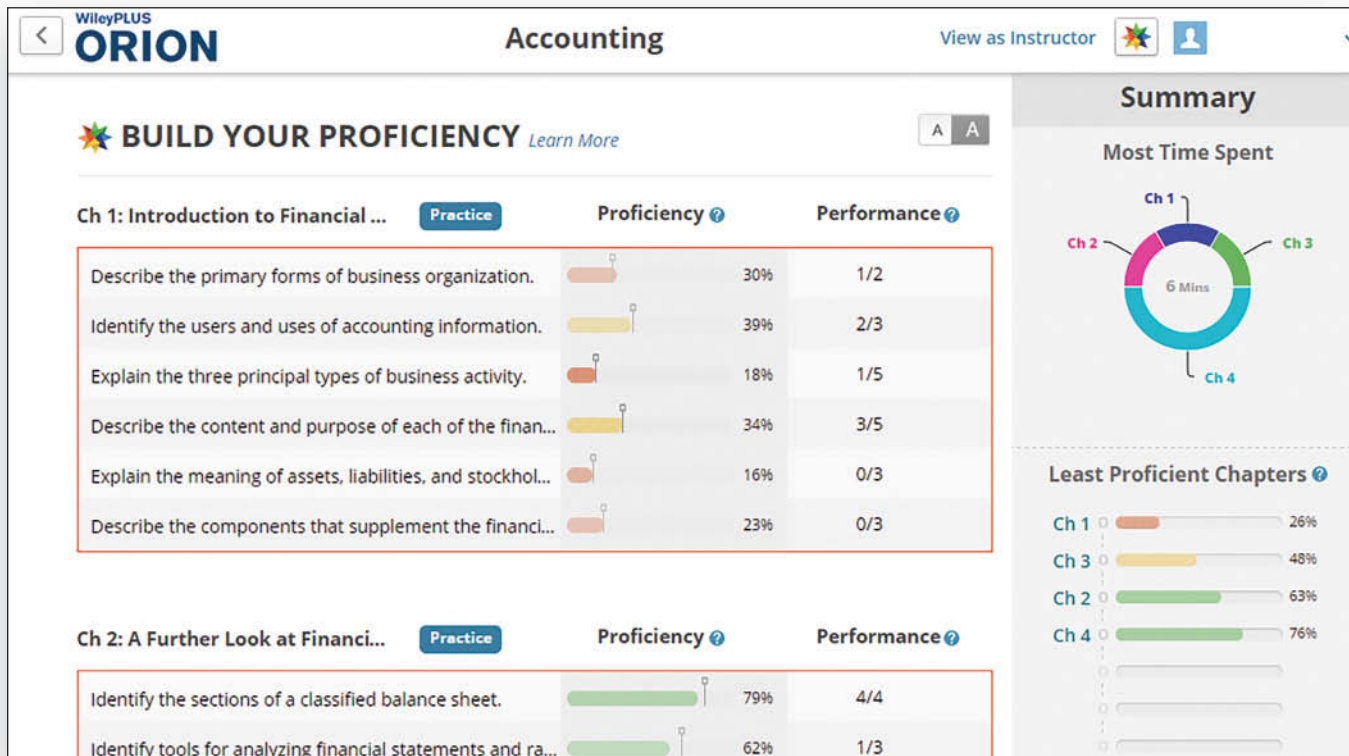 WileyPLUS
ORION
Accounting
View as Instructor
BUILD YOUR PROFICIENCY Learn More
A A
Ch 1: Introduction to Financial ... Practice Proficiency ? Performance ?
Describe the primary forms of business organization. 30% 1/2
Identify the users and uses of accounting information. 39% 2/3
Explain the three principal types of business activity. 18% 1/5
Describe the content and purpose of each of the finan... 34% 3/5
Explain the meaning of assets, liabilities, and stockhol... 16% 0/3
Describe the components that supplement the financi... 23% 0/3
Ch 2: A Further Look at Financi... Practice Proficiency ? Performance ?
Identify the sections of a classified balance sheet. 79% 4/4
Identify tools for analyzing financial statements and ra... 62% 1/3
Summary
Most Time Spent
Ch 1
Ch 2
Ch 3
6 Mins
Ch 4
Least Proficient Chapters ?
Ch 1 26%
Ch 3 48%
Ch 2 63%
Ch 4 76%